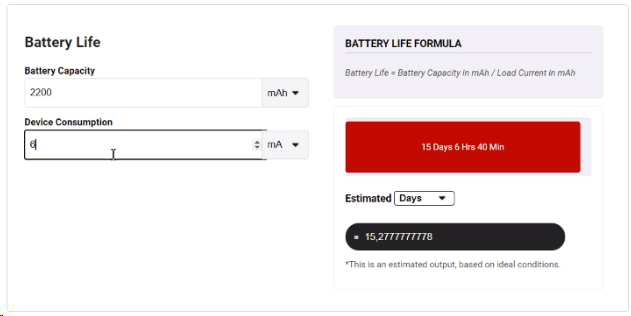 Battery Life
Battery Capacity
2200
mAh
Device Consumption
6
mA
BATTERY LIFE FORMULA
Battery Life = Battery Capacity in mAh / Load Current in mAh
15 Days 6 Hrs 40 Min
Estimated Days
= 15,2777777778
*This is an estimated output, based on ideal conditions.